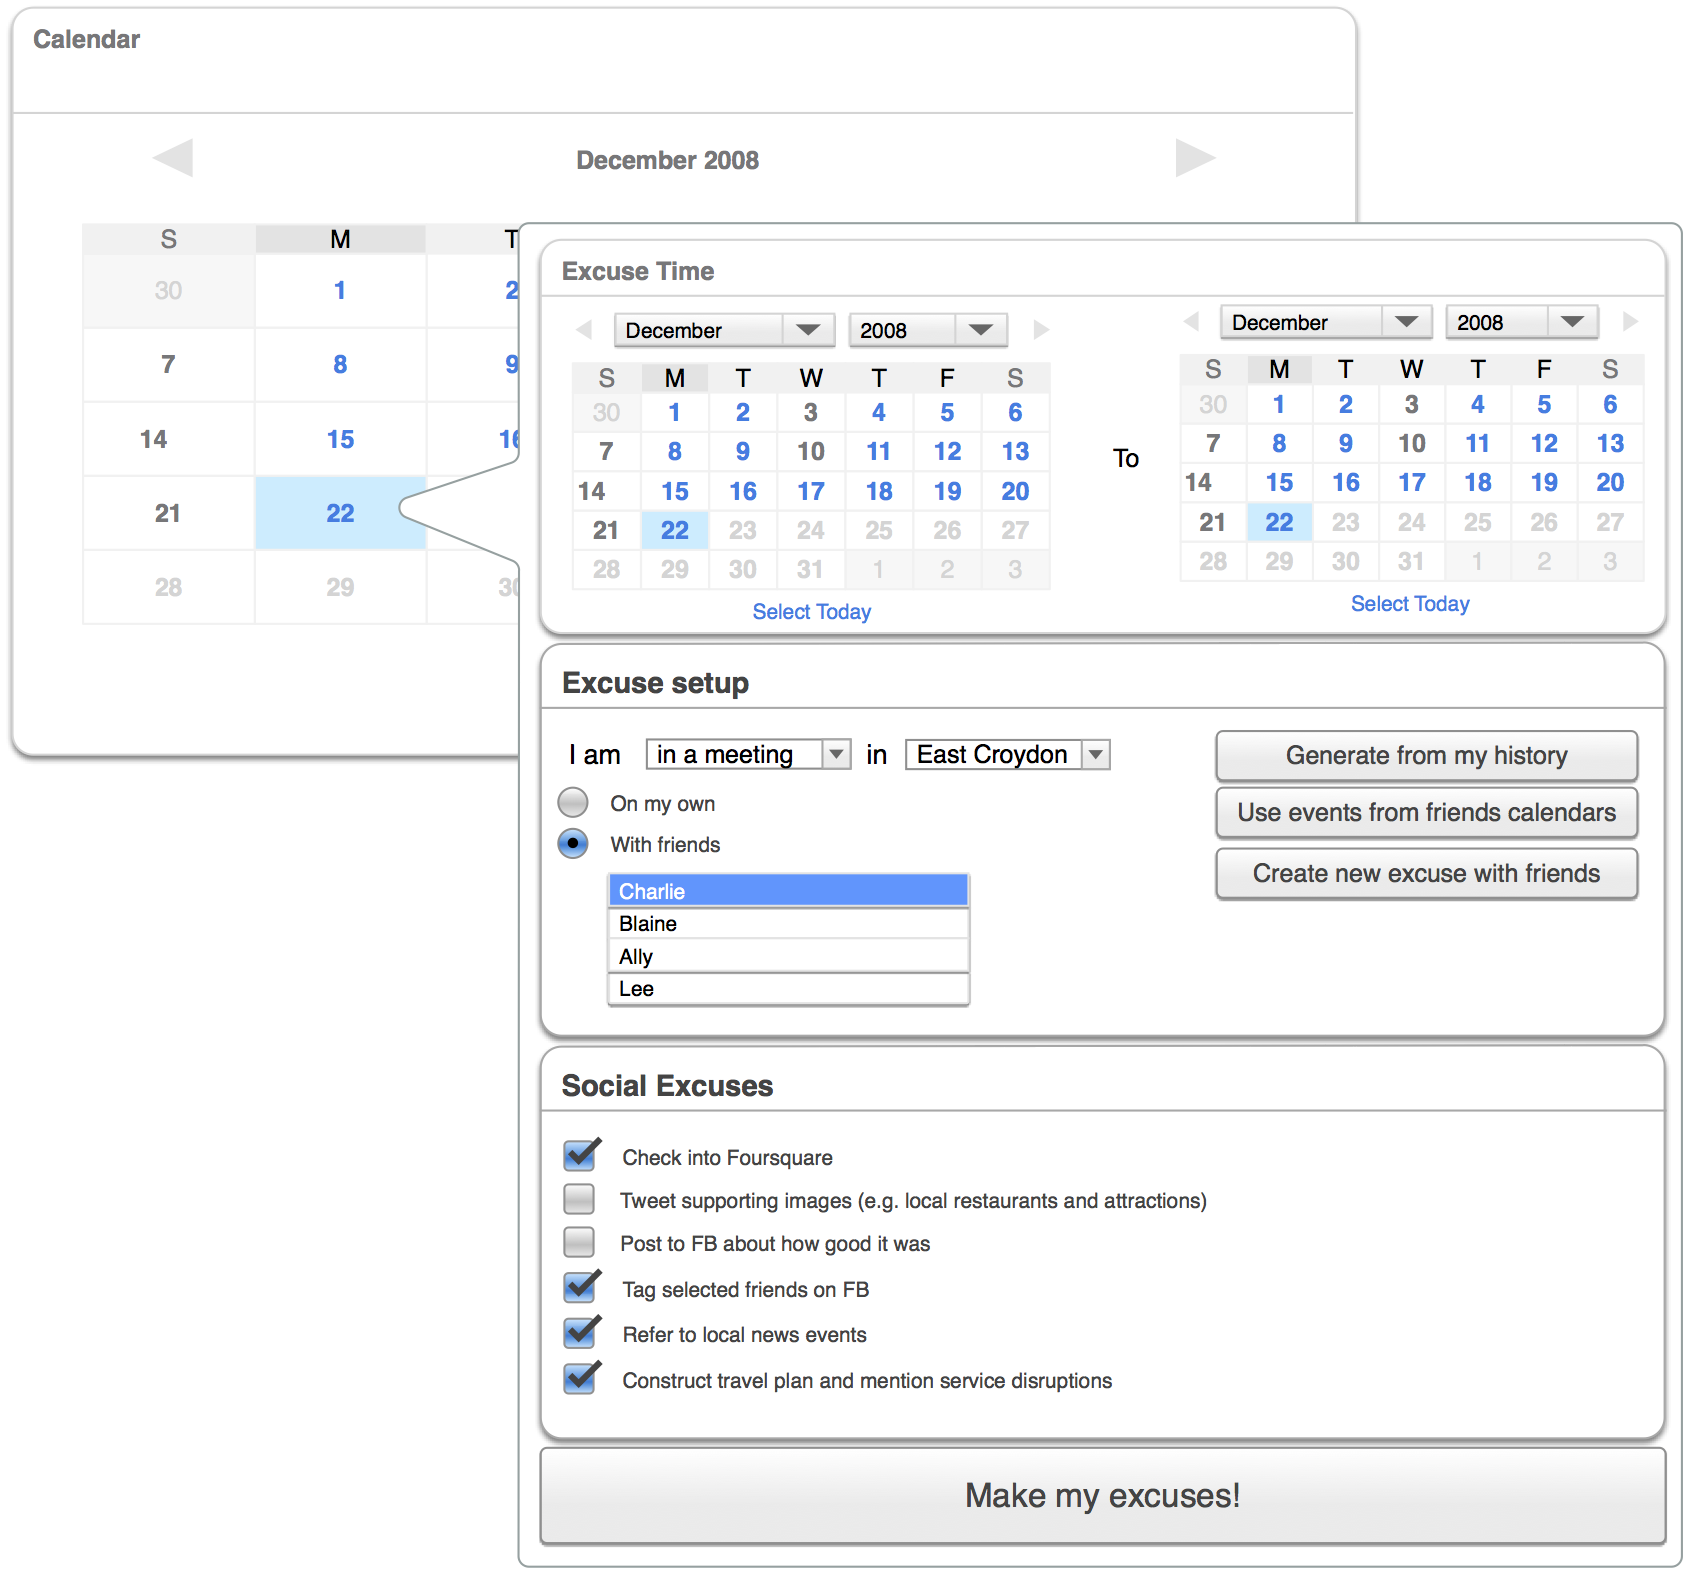 Calendar
December 2008
S M T
30 1 2
7 8 9
14 15 16
21 22
28 29 30
Excuse Time
December 2008
S M T W T F S
30 1 2 3 4 5 6
7 8 9 10 11 12 13
14 15 16 17 18 19 20
21 22 23 24 25 26 27
28 29 30 31 1 2 3
Select Today
To
December 2008
S M T W T F S
30 1 2 3 4 5 6
7 8 9 10 11 12 13
14 15 16 17 18 19 20
21 22 23 24 25 26 27
28 29 30 31 1 2 3
Select Today
Excuse setup
I am in a meeting in East Croydon
On my own
With friends
Charlie
Blaine
Ally
Lee
Generate from my history
Use events from friends calendars
Create new excuse with friends
Social Excuses
Check into Foursquare
Tweet supporting images (e.g. local restaurants and attractions)
Post to FB about how good it was
Tag selected friends on FB
Refer to local news events
Construct travel plan and mention service disruptions
Make my excuses!